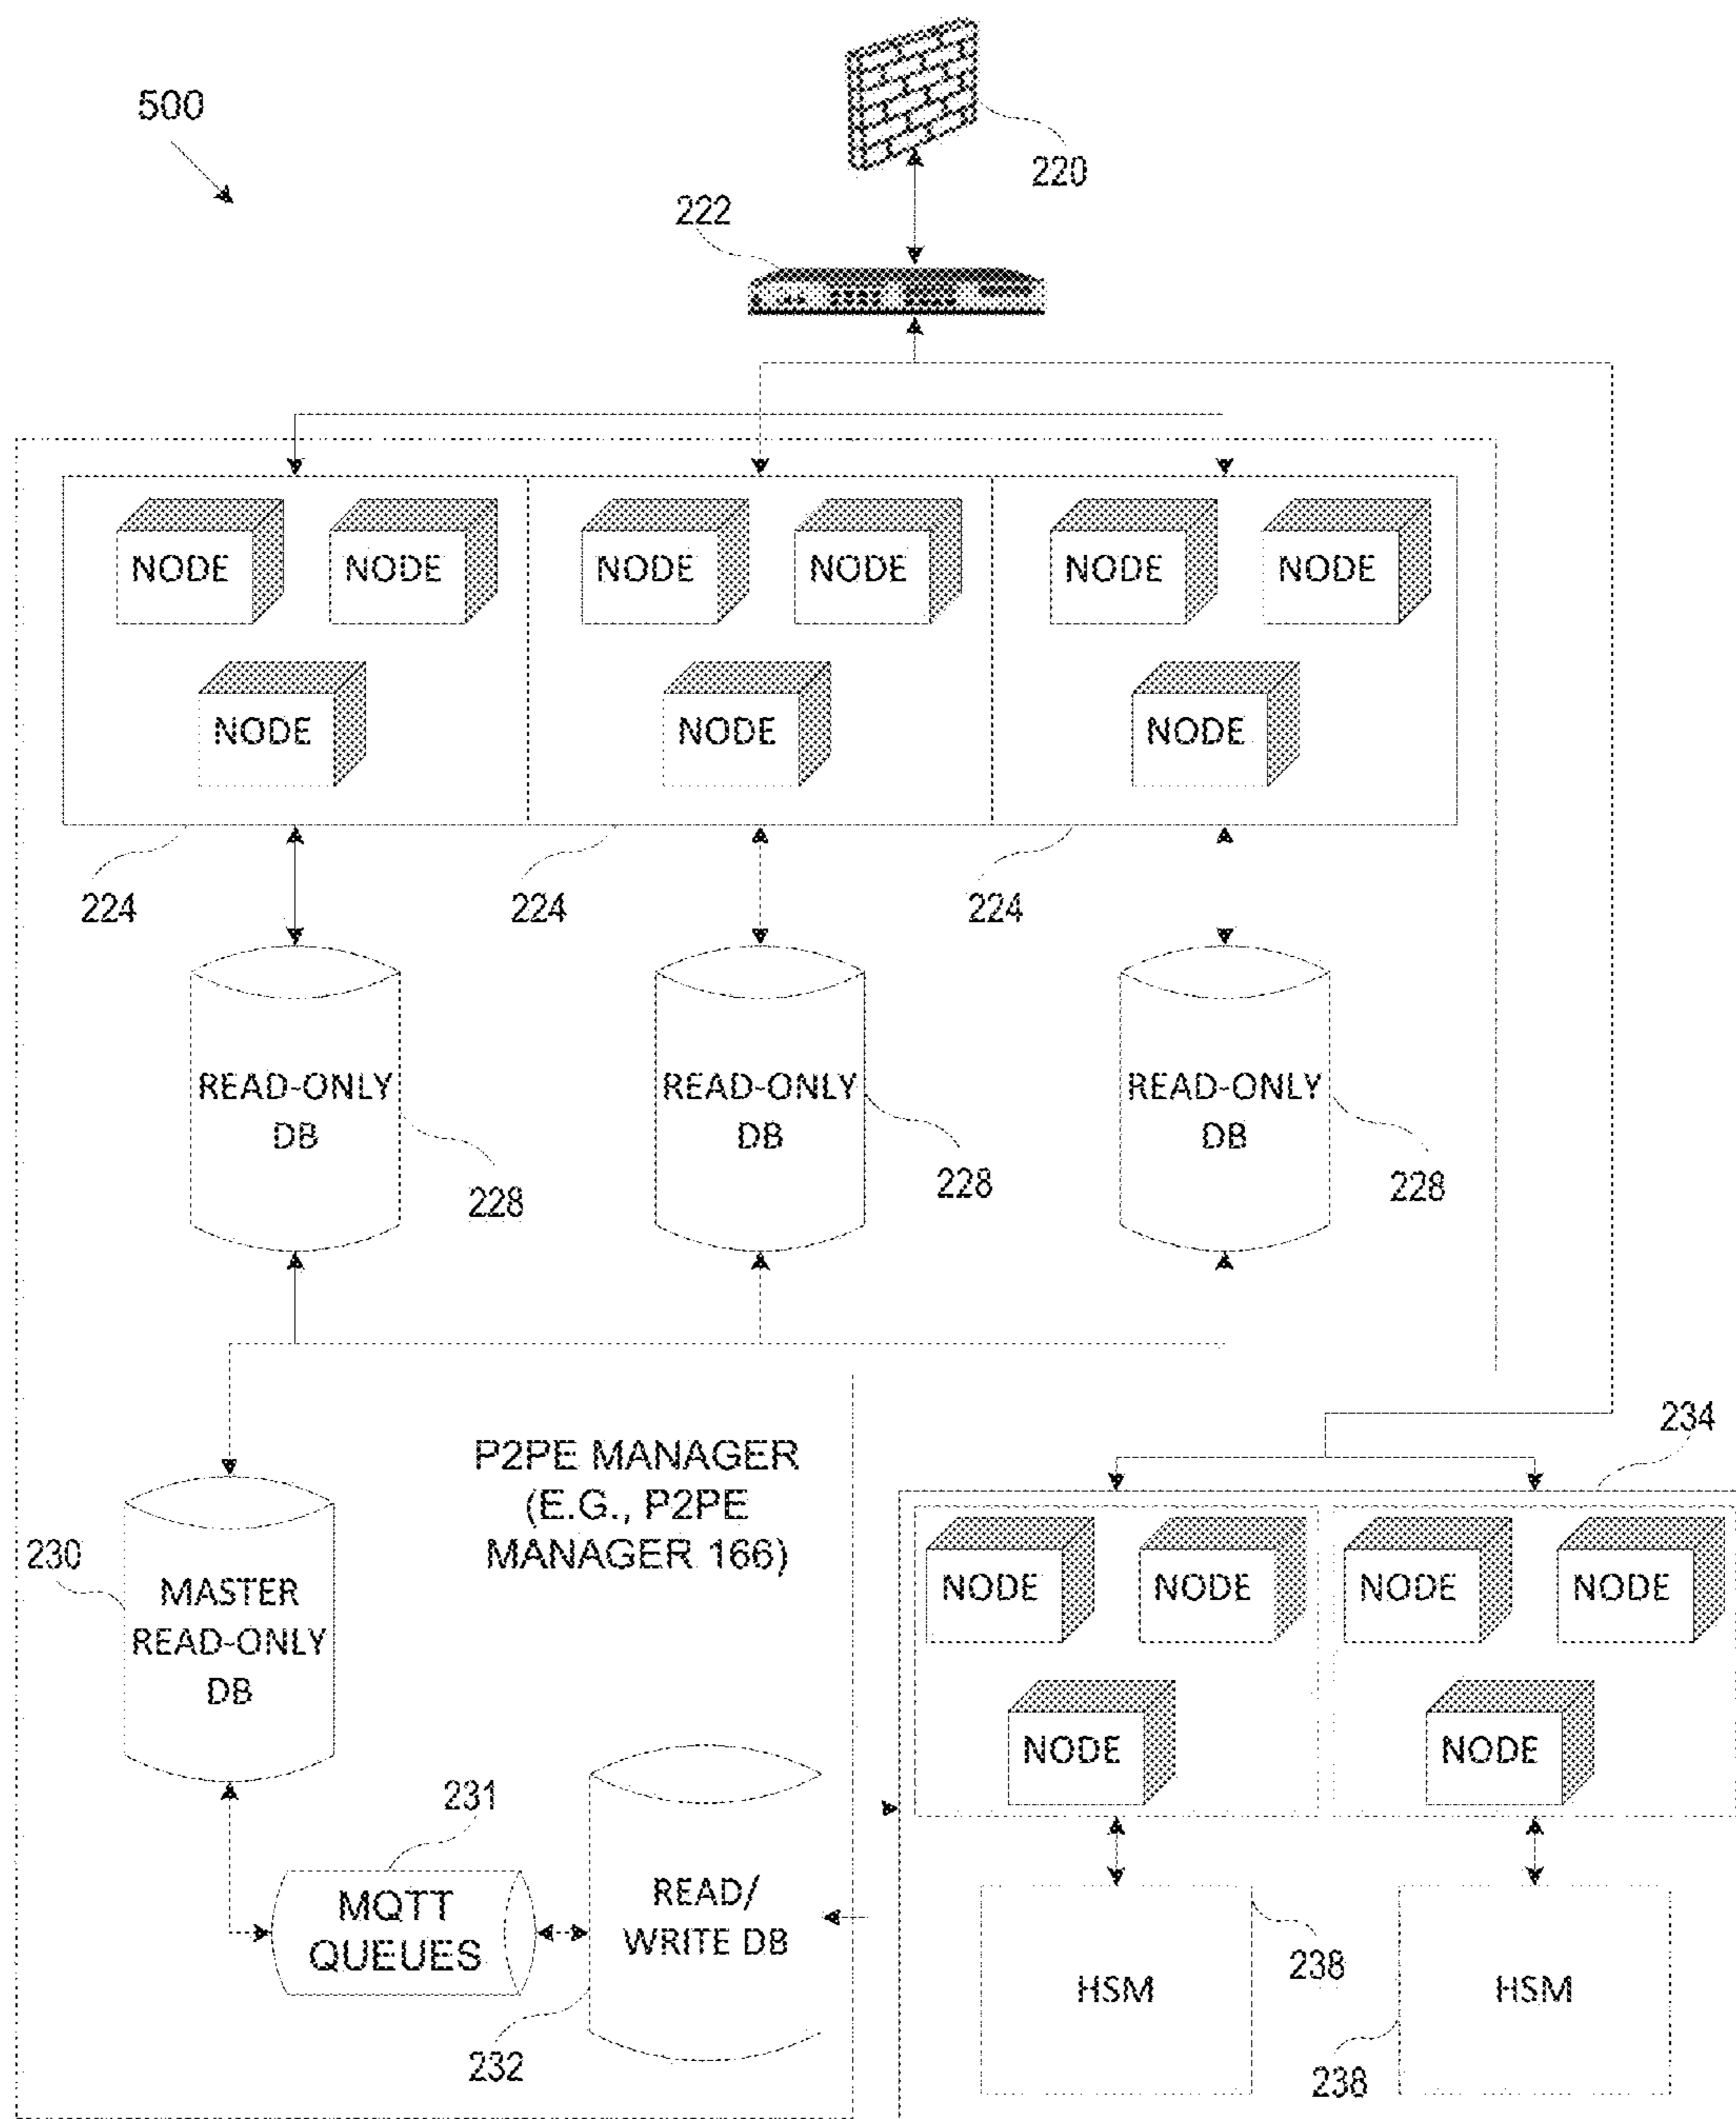 500
220
222
NODE NODE NODE NODE NODE NODE
NODE NODE NODE
224 224 224
READ-ONLY
DB
228
READ-ONLY
DB
228
READ-ONLY
DB
228
P2PE MANAGER
(E.G., P2PE
MANAGER 166)
234
230
MASTER
READ-ONLY
DB
NODE NODE NODE NODE
NODE NODE
231
MQTT
QUEUES
READ/
WRITE DB
232
HSM
238
HSM
238